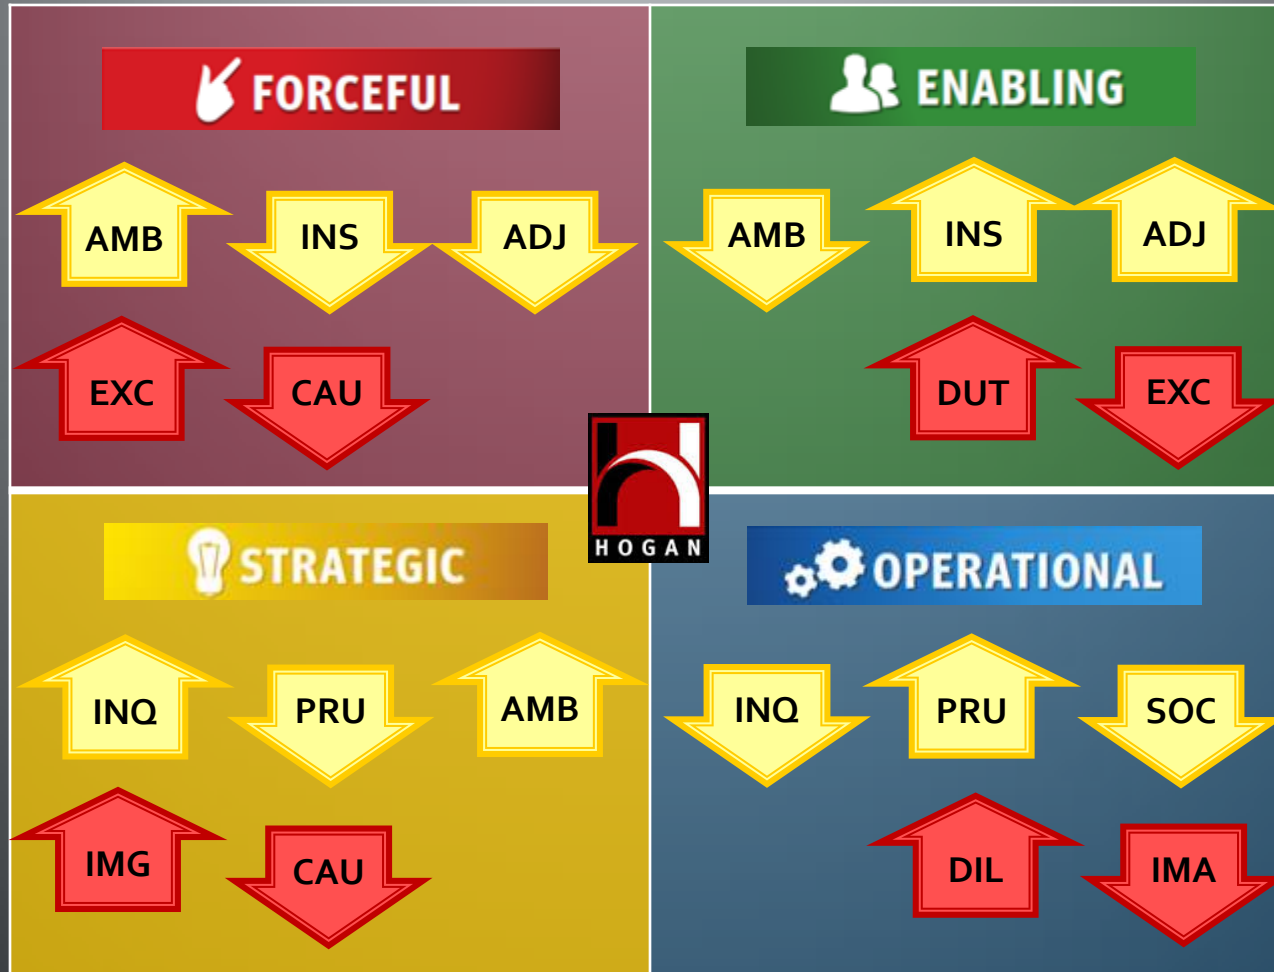 FORCEFUL
AMB INS ADJ
EXC CAU
ENABLING
AMB INS ADJ
DUT EXC
HOGAN
STRATEGIC
INQ PRU AMB
IMG CAU
OPERATIONAL
INQ PRU SOC
DIL IMA